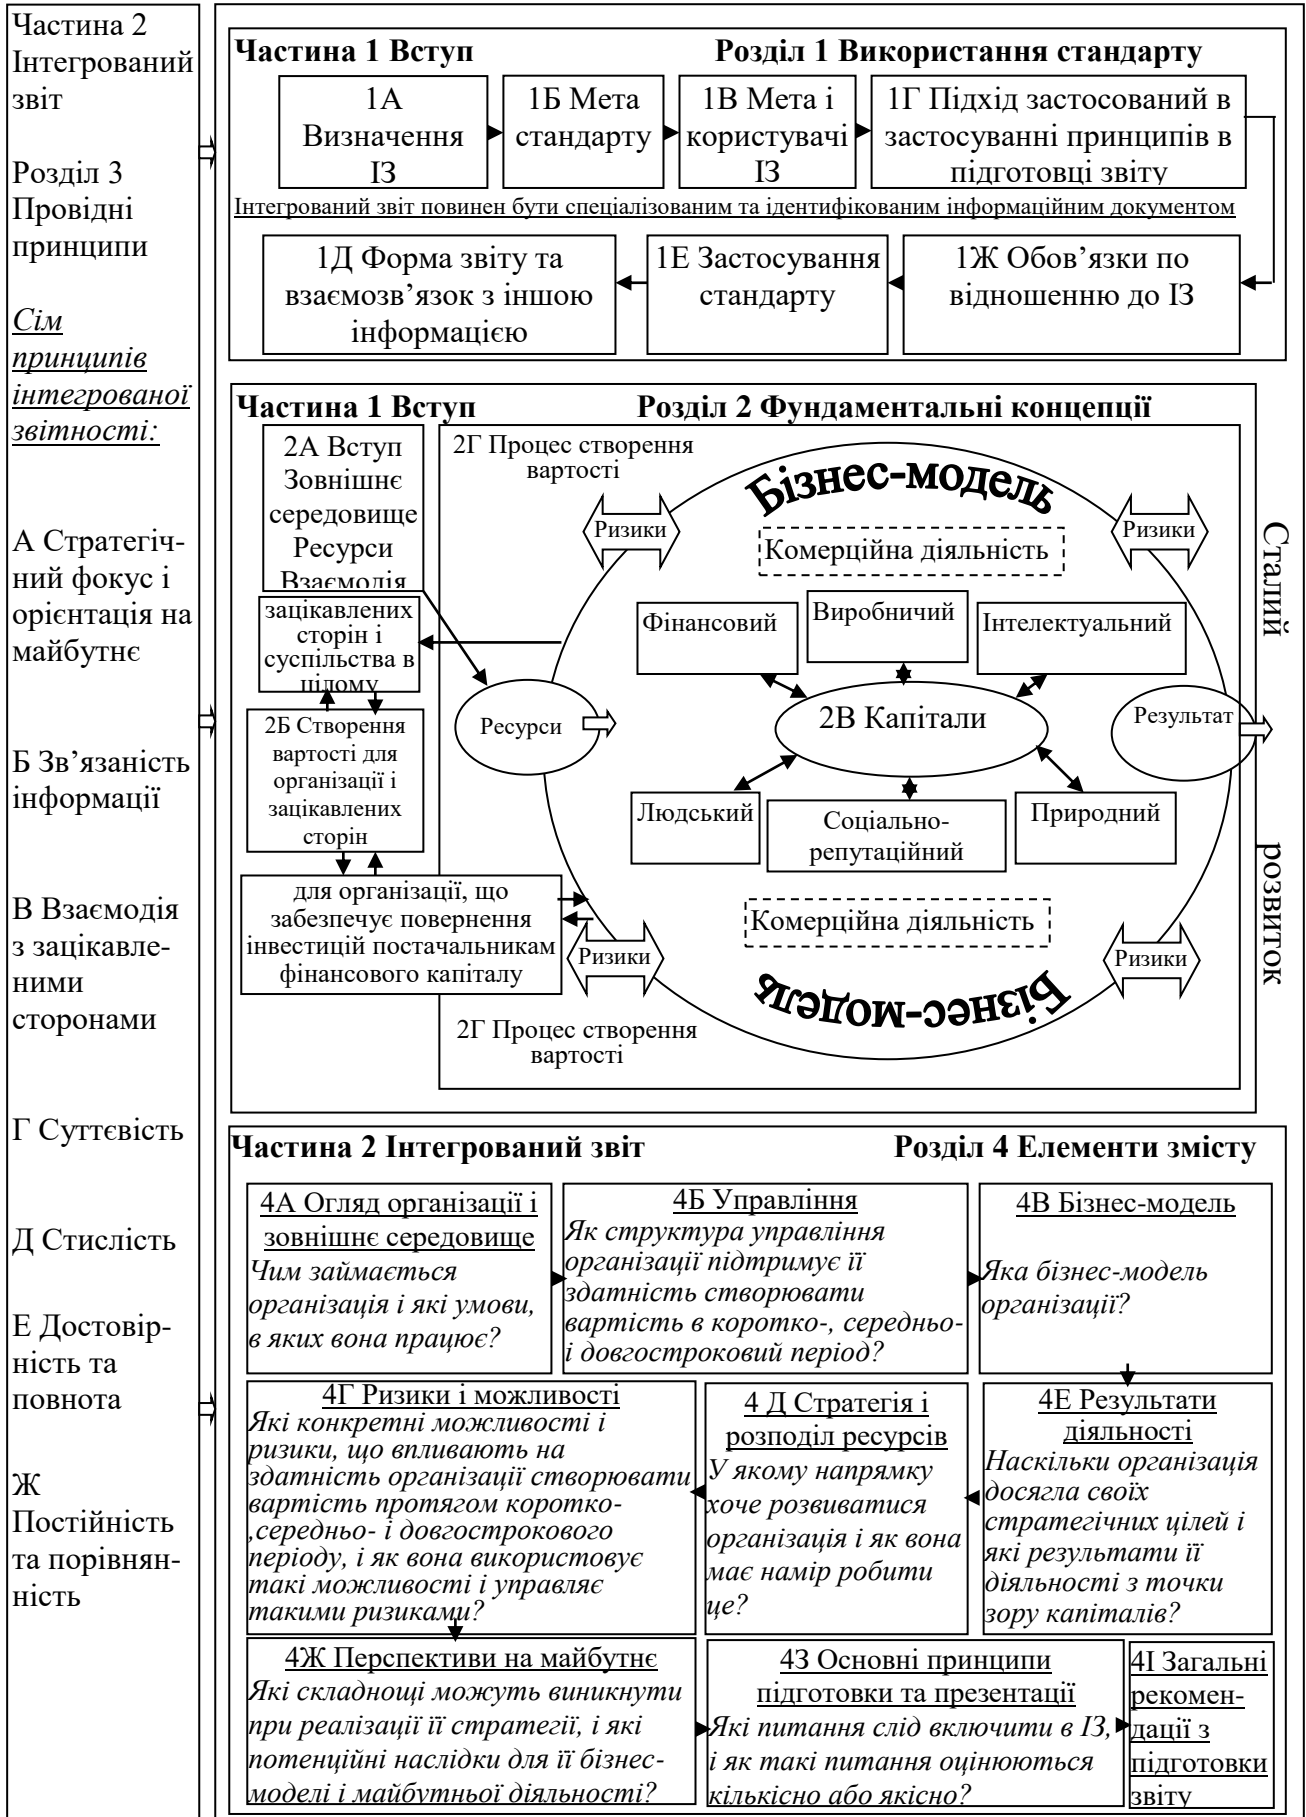 Частина 2
Інтегрований
звіт
Розділ 3
Провідні
принципи
Сім
принципів
інтегрованої
звітності:
А Стратегіч-
ний фокус і
орієнтація на
майбутнє
Б Зв’язаність
інформації
В Взаємодія
з зацікавле-
ними
сторонами
Г Суттєвість
Д Стислість
Е Достовір-
ність та
повнота
Ж
Постійність
та порівнян-
ність
Частина 1 Вступ Розділ 1 Використання стандарту
1А
Визначення
ІЗ
1Б Мета
стандарту
1В Мета і
користувачі
ІЗ
1Г Підхід застосований в
застосуванні принципів в
підготовці звіту
Інтегрований звіт повинен бути спеціалізованим та ідентифікованим інформаційним документом
1Д Форма звіту та
взаємозв’язок з іншою
інформацією
1Е Застосування
стандарту
1Ж Обов’язки по
відношенню до ІЗ
Частина 1 Вступ Розділ 2 Фундаментальні концепції
2А Вступ
Зовнішнє
середовище
Ресурси
Взаємодія
зацікавлених
сторін і
суспільства в
цілому
2Б Створення
вартості для
організації і
зацікавлених
сторін
для організації, що
забезпечує повернення
інвестицій постачальникам
фінансового капіталу
2Г Процес створення
вартості
Бізнес-модель
Ризики
Ризики
Комерційна діяльність
Фінансовий
Виробничий
Інтелектуальний
Ресурси
2В Капітали
Результат
Людський
Соціально-
репутаційний
Природний
Комерційна діяльність
Ризики
Ризики
Бізнес-модель
2Г Процес створення
вартості
Сталий
розвиток
Частина 2 Інтегрований звіт Розділ 4 Елементи змісту
4А Огляд організації і
зовнішнє середовище
Чим займається
організація і які умови,
в яких вона працює?
4Б Управління
Як структура управління
організації підтримує її
здатність створювати
вартість в коротко-, середньо-
і довгостроковий період?
4В Бізнес-модель
Яка бізнес-модель
організації?
4Г Ризики і можливості
Які конкретні можливості і
ризики, що впливають на
здатність організації створювати
вартість протягом коротко-
,середньо- і довгострокового
періоду, і як вона використовує
такі можливості і управляє
такими ризиками?
4 Д Стратегія і
розподіл ресурсів
У якому напрямку
хоче розвиватися
організація і як вона
має намір робити
це?
4Е Результати
діяльності
Наскільки організація
досягла своїх
стратегічних цілей і
які результати її
діяльності з точки
зору капіталів?
4Ж Перспективи на майбутнє
Які складнощі можуть виникнути
при реалізації її стратегії, і які
потенційні наслідки для її бізнес-
моделі і майбутньої діяльності?
4З Основні принципи
підготовки та презентації
Які питання слід включити в ІЗ,
і як такі питання оцінюються
кількісно або якісно?
4І Загальні
рекомен-
дації з
підготовки
звіту